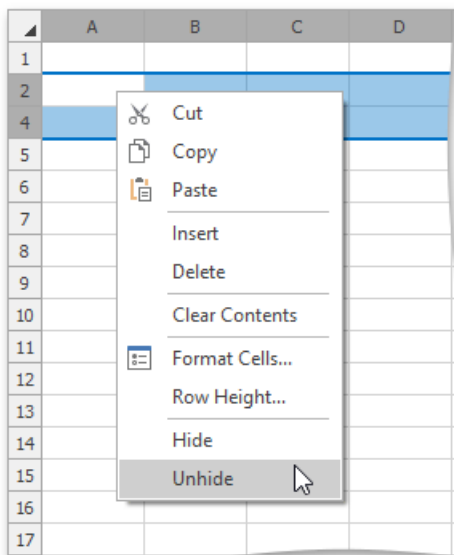 A B C D
1
2
4
Cut
5
Copy
6
Paste
7
8
Insert
9
Delete
10
Clear Contents
11
Format Cells...
12
Row Height...
13
14
Hide
15
Unhide
16
17